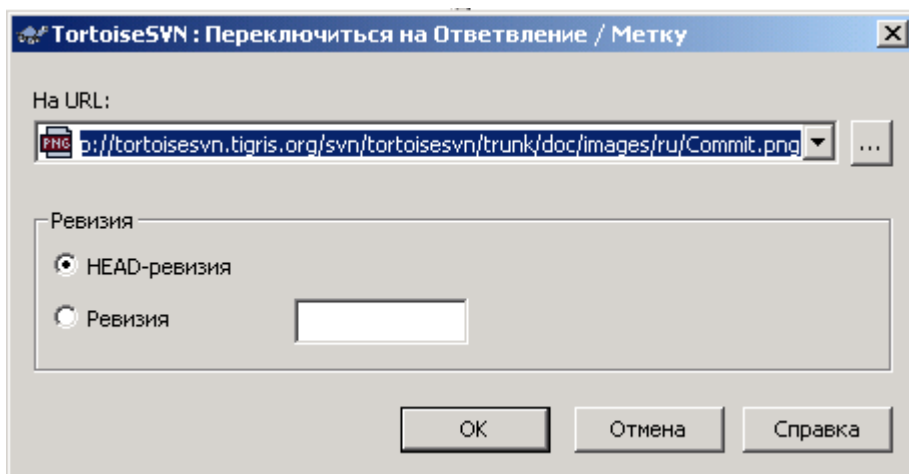 TortoiseSVN : Переключиться на Ответвление / Метку
На URL:
PNG p://tortoisesvn.tigris.org/svn/tortoisesvn/trunk/doc/images/ru/Commit.png ...
Ревизия
HEAD-ревизия
Ревизия
OK Отмена Справка